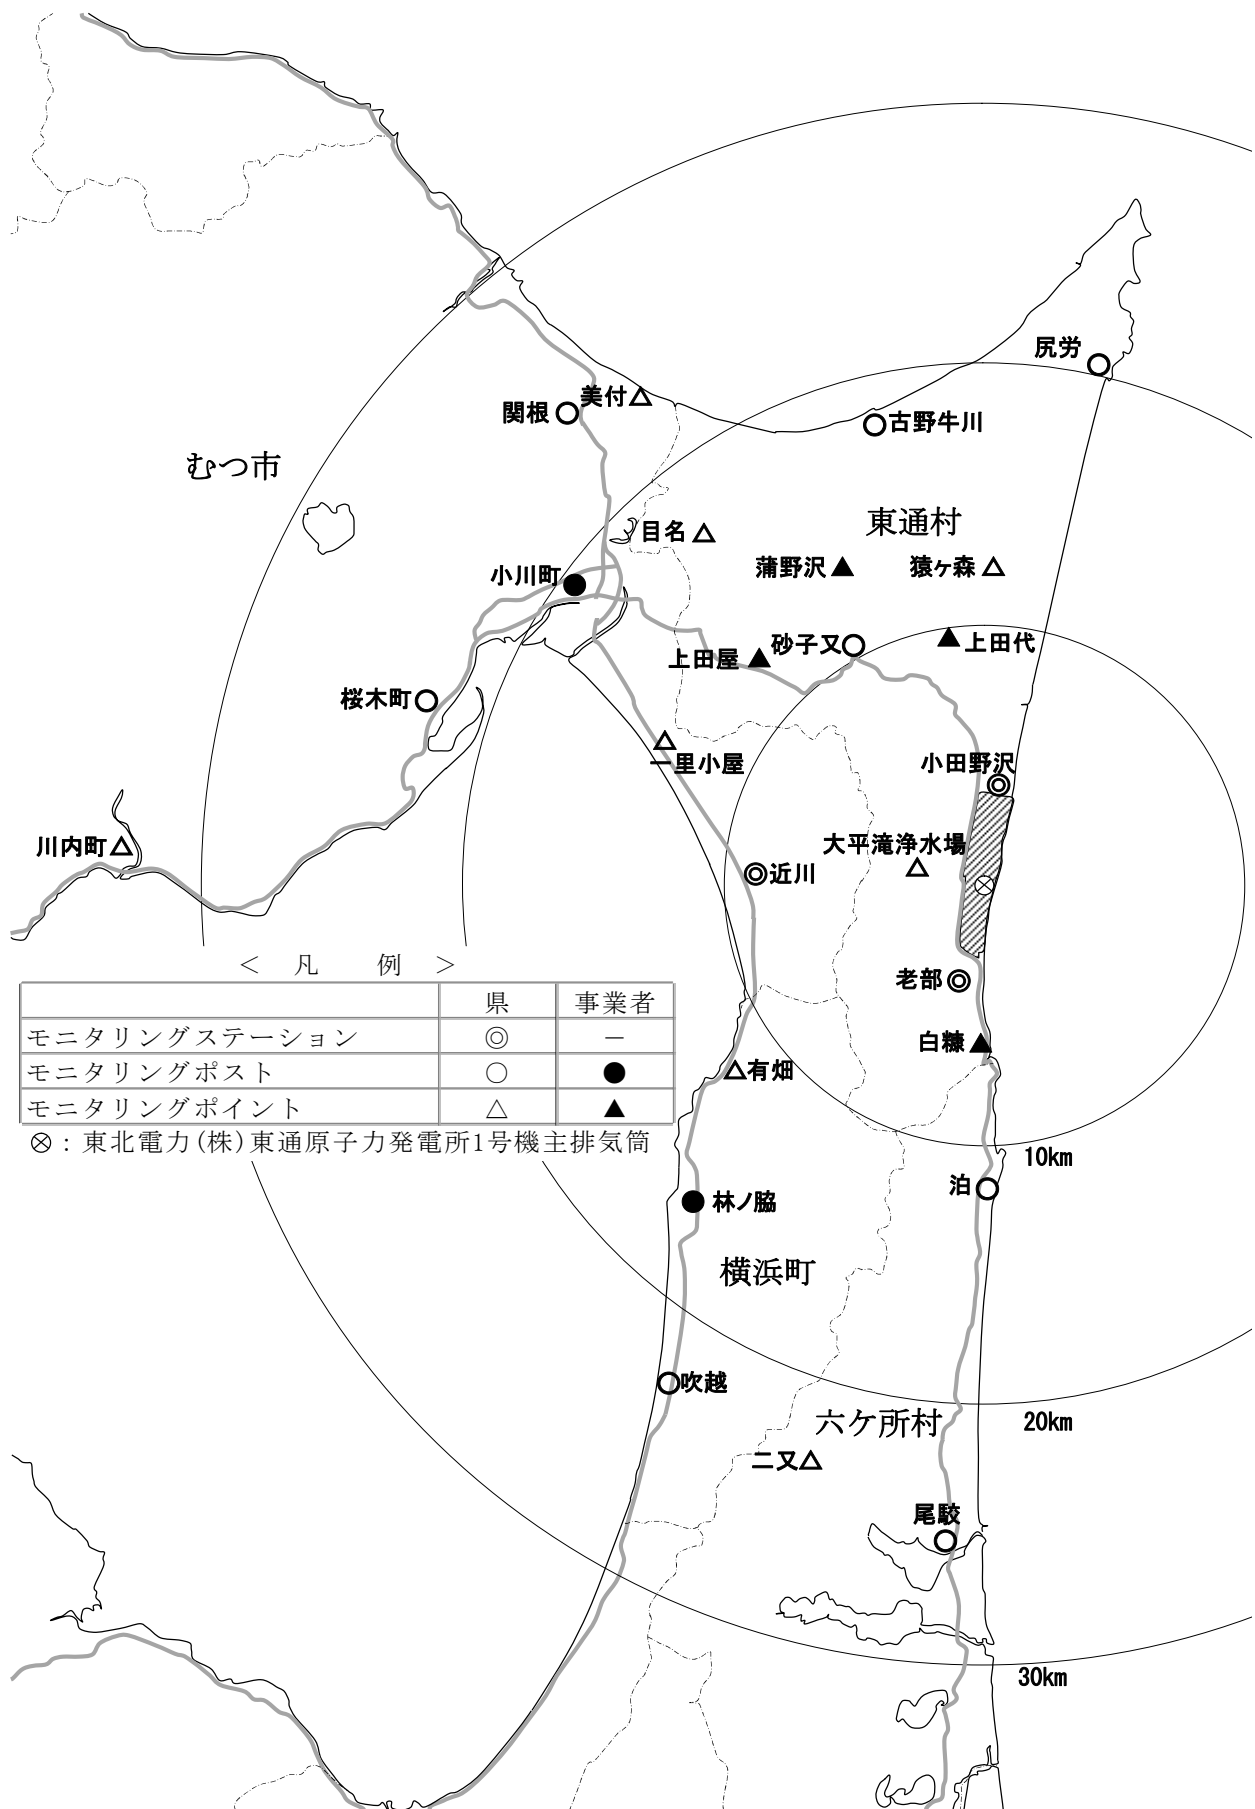 尻労
美付△
関根
古野牛川
むつ市
東通村
目名
蒲野沢
猿ヶ森
小川町
砂子又
上田代
上田屋
桜木町
一里小屋
小田野沢
川内町
大平滝浄水場
近川
＜　凡　例　＞
県　事業者
モニタリングステーション　◎　－
モニタリングポスト　○　●
モニタリングポイント　△　▲
⊗：東北電力(株)東通原子力発電所1号機主排気筒
老部
白糠
有畑
10km
泊
林ノ脇
横浜町
吹越
20km
六ケ所村
二又
尾駮
30km